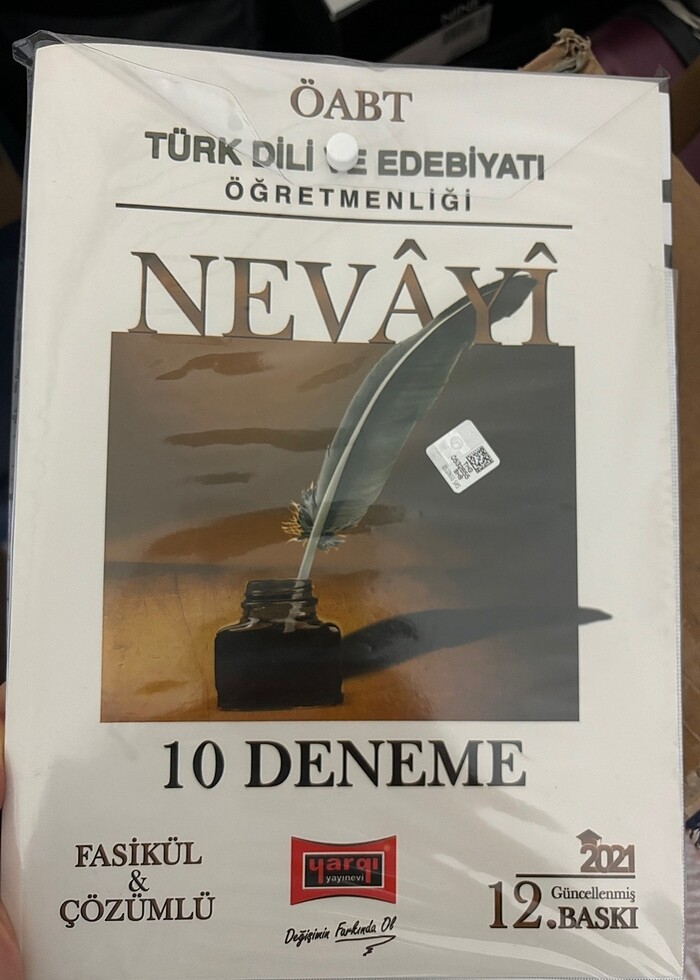 ÖABT
TÜRK DİLİ VE EDEBİYATI
ÖĞRETMENLİĞİ
NEVÂYÎ
10 DENEME
FASİKÜL
&
ÇÖZÜMLÜ
yargı
yayınevi
Değişimin Farkında Ol
2021
12. Güncellenmiş
BASKI